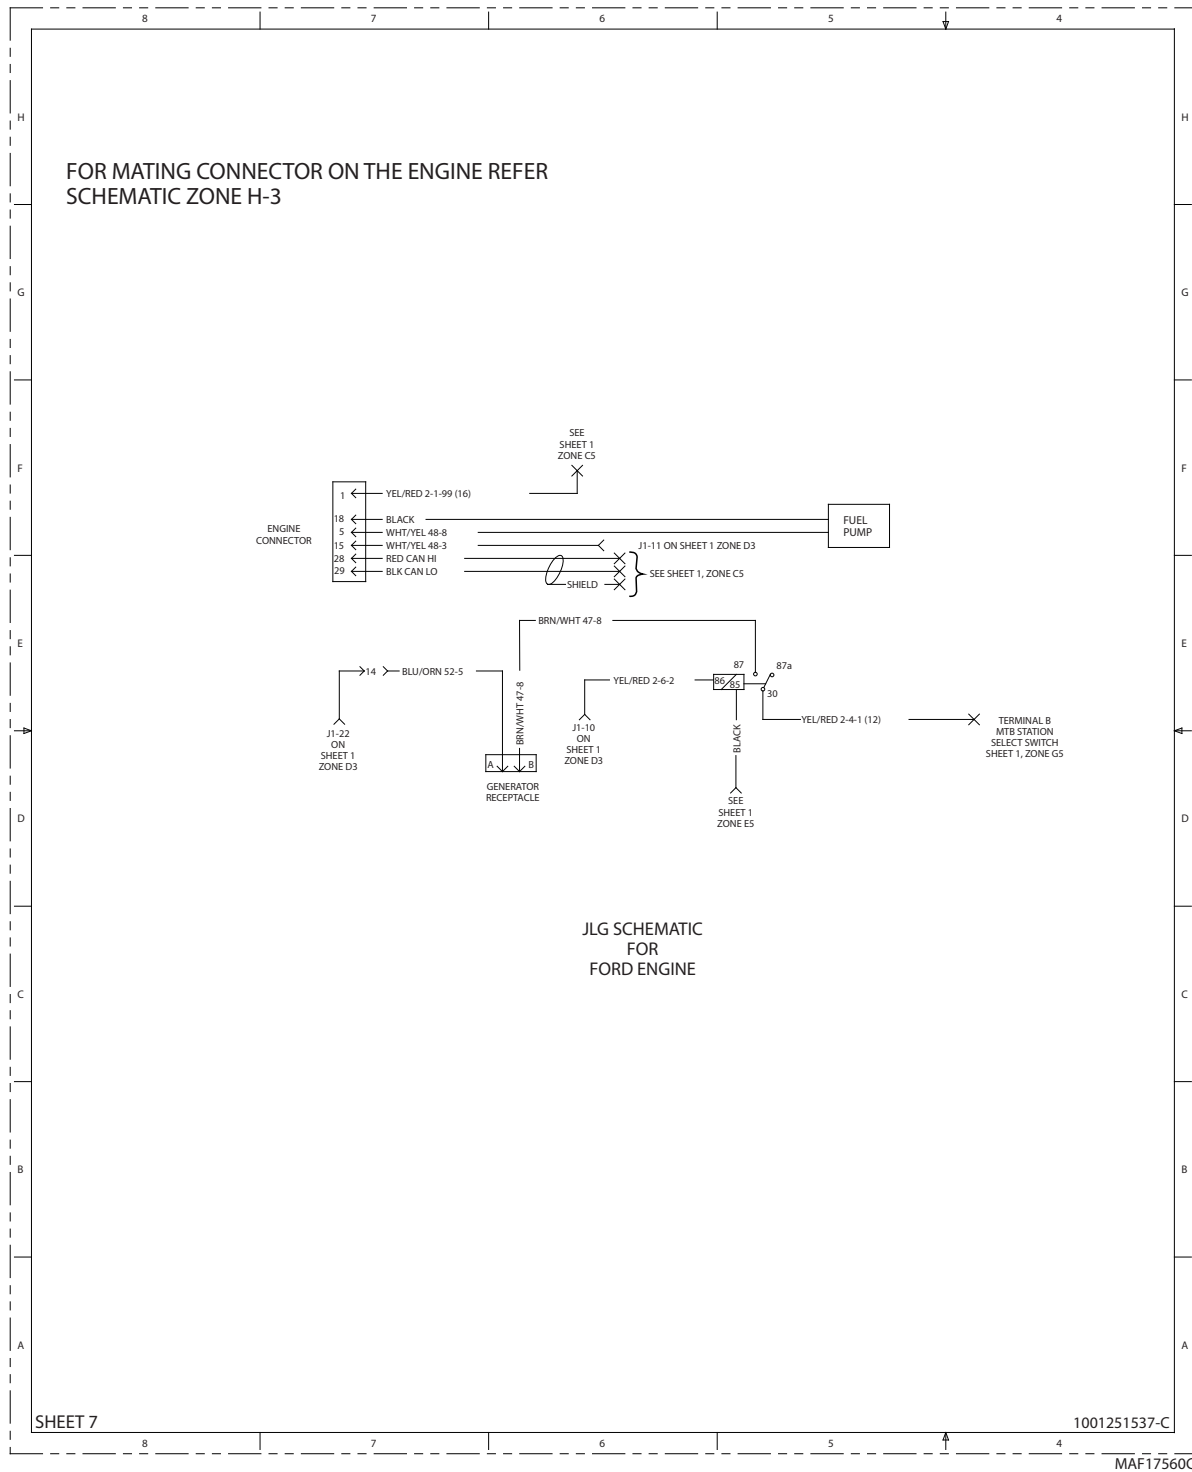 8 7 6 5 4
H H
FOR MATING CONNECTOR ON THE ENGINE REFER
SCHEMATIC ZONE H-3
G G
F F
SEE
SHEET 1
ZONE C5
ENGINE
CONNECTOR
1 YEL/RED 2-1-99 (16)
18 BLACK
5 WHT/YEL 48-8
15 WHT/YEL 48-3
28 RED CAN HI
29 BLK CAN LO
FUEL
PUMP
J1-11 ON SHEET 1 ZONE D3
SEE SHEET 1, ZONE C5
SHIELD
E E
BRN/WHT 47-8
14 BLU/ORN 52-5
BRN/WHT 47-8
YEL/RED 2-6-2
86 85
87 87a
30
YEL/RED 2-4-1 (12)
BLACK
J1-22
ON
SHEET 1
ZONE D3
J1-10
ON
SHEET 1
ZONE D3
TERMINAL B
MTB STATION
SELECT SWITCH
SHEET 1, ZONE G5
A B
GENERATOR
RECEPTACLE
SEE
SHEET 1
ZONE E5
D D
JLG SCHEMATIC
FOR
FORD ENGINE
C C
B B
A A
SHEET 7
1001251537-C
8 7 6 5 4
MAF17560C